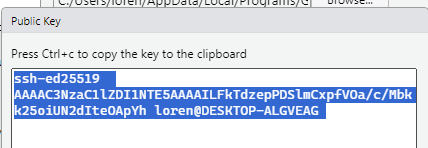 C:/Users/loren/AppData/Local/Programs/G
Browse...
Public Key
Press Ctrl+c to copy the key to the clipboard
ssh-ed25519
AAAAC3NzaC1lZDI1NTE5AAAAILFkTdzepPDSlmCxpfVOa/c/Mbk
k25oiUN2dIteOApYh loren@DESKTOP-ALGVEAG